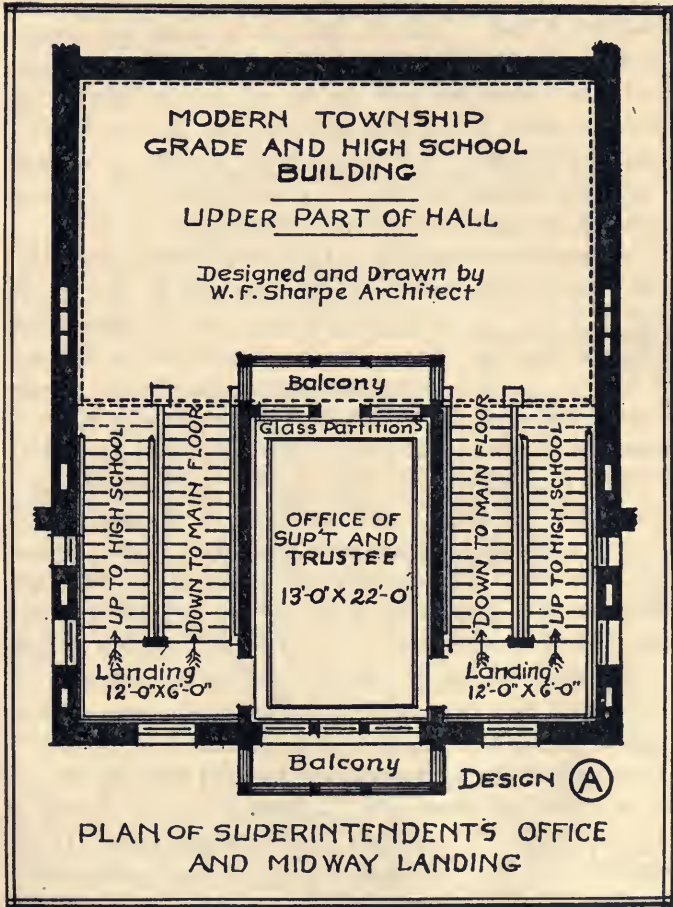 MODERN TOWNSHIP
GRADE AND HIGH SCHOOL
BUILDING
UPPER PART OF HALL
Designed and Drawn by
W. F. Sharpe Architect
Balcony
Glass Partitions
UP TO HIGH SCHOOL
DOWN TO MAIN FLOOR
OFFICE OF
SUP'T AND
TRUSTEE
13'-0" X 22'-0"
DOWN TO MAIN FLOOR
UP TO HIGH SCHOOL
Landing
12'-0" X 6'-0"
Landing
12'-0" X 6'-0"
Balcony
DESIGN A
PLAN OF SUPERINTENDENT'S OFFICE
AND MIDWAY LANDING